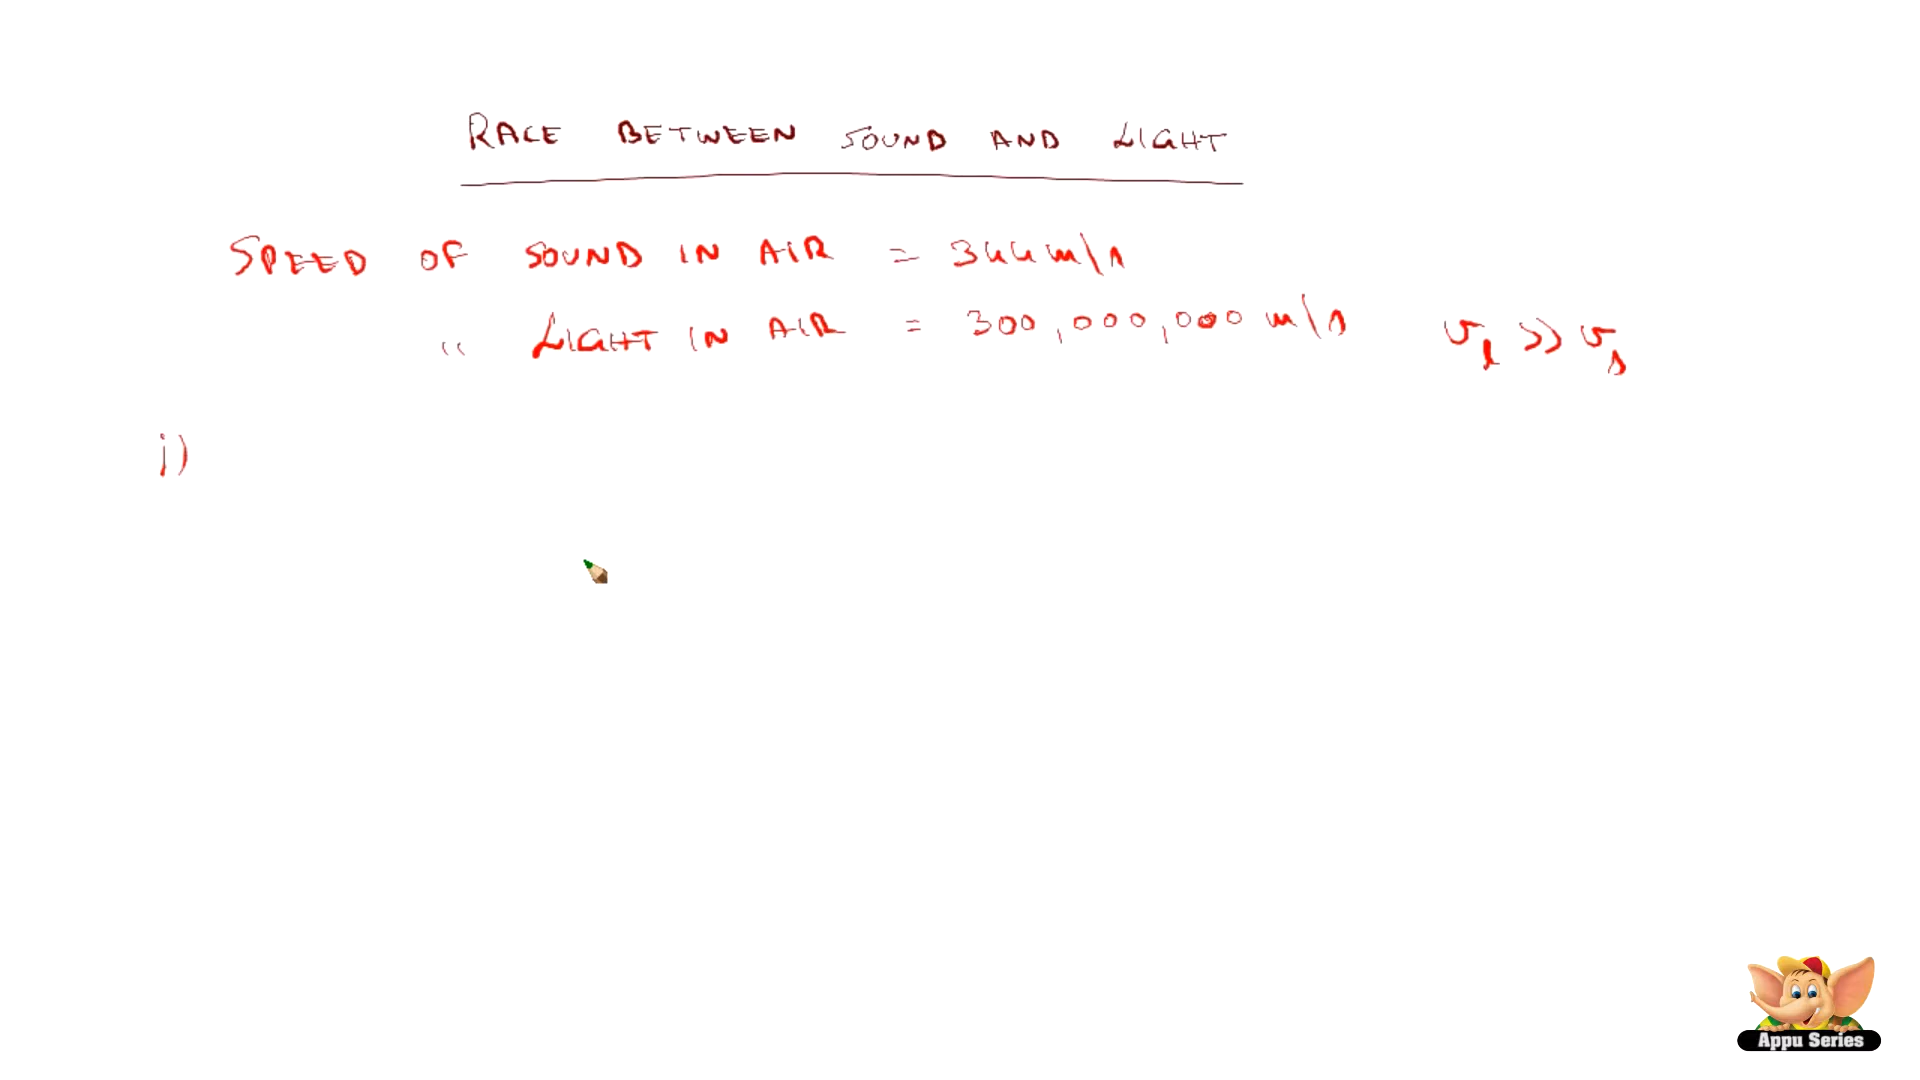 RACE BETWEEN SOUND AND LIGHT
SPEED OF SOUND IN AIR = 344 m/s
" LIGHT IN AIR = 300,000,000 m/s v_l >> v_s
i)
Appu Series